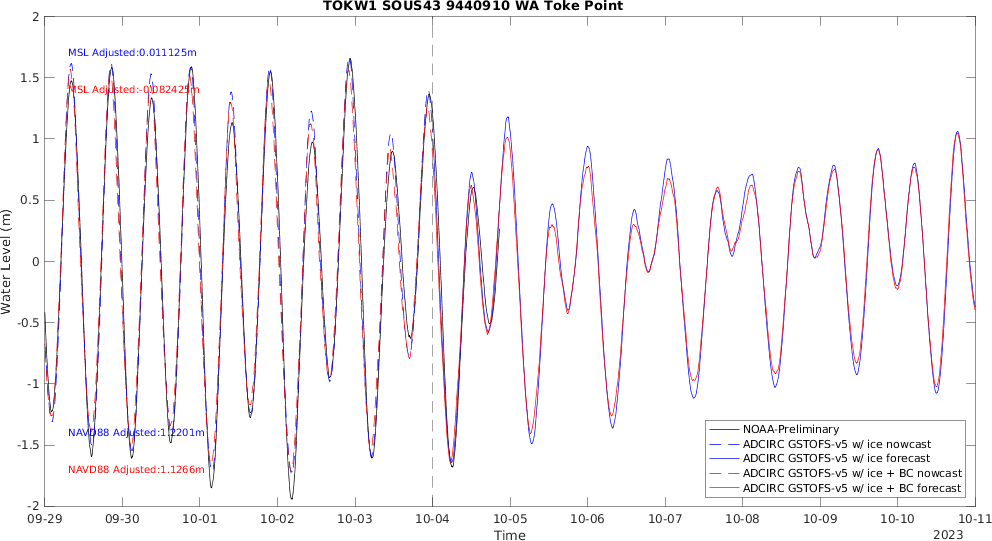 TOKW1 SOUS43 9440910 WA Toke Point
MSL Adjusted:0.011125m
MSL Adjusted:-0.082425m
NAVD88 Adjusted:1.2201m
NAVD88 Adjusted:1.1266m
Water Level (m)
2
1.5
1
0.5
0
-0.5
-1
-1.5
-2
NOAA-Preliminary
ADCIRC GSTOFS-v5 w/ ice nowcast
ADCIRC GSTOFS-v5 w/ ice forecast
ADCIRC GSTOFS-v5 w/ ice + BC nowcast
ADCIRC GSTOFS-v5 w/ ice + BC forecast
09-29 09-30 10-01 10-02 10-03 10-04 10-05 10-06 10-07 10-08 10-09 10-10 10-11
Time
2023